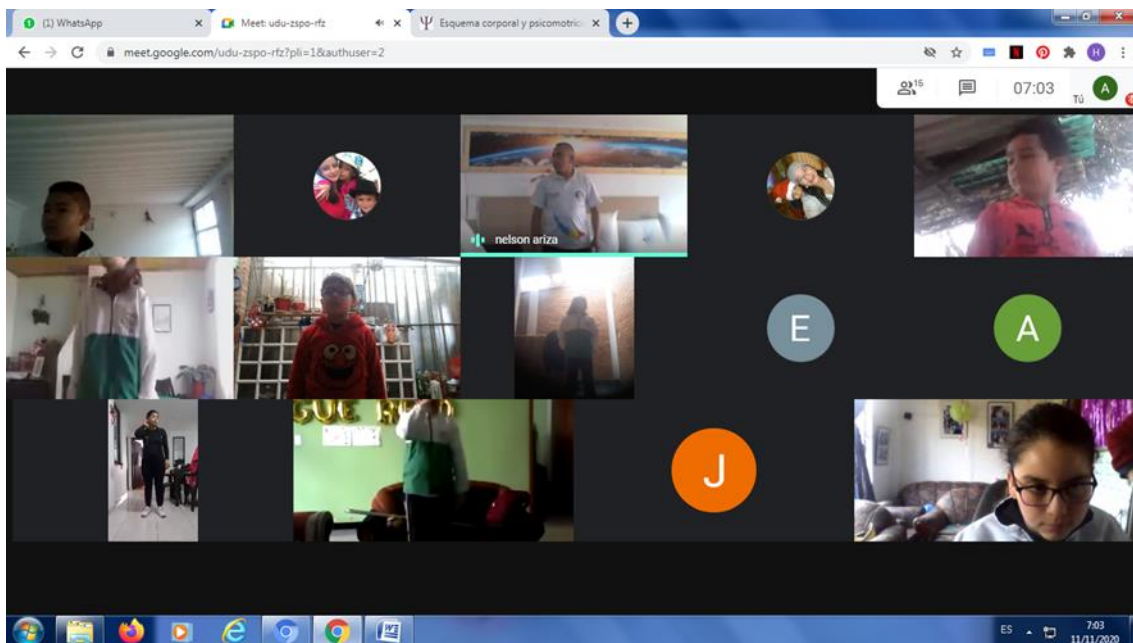 (1) WhatsApp
Meet: udu-zspo-rfz
Esquema corporal y psicomotric
meet.google.com/udu-zspo-rfz?pli=1&authuser=2
H
15
07:03
Tú
A
nelson ariza
E
A
J
ES
7:03
11/11/2020